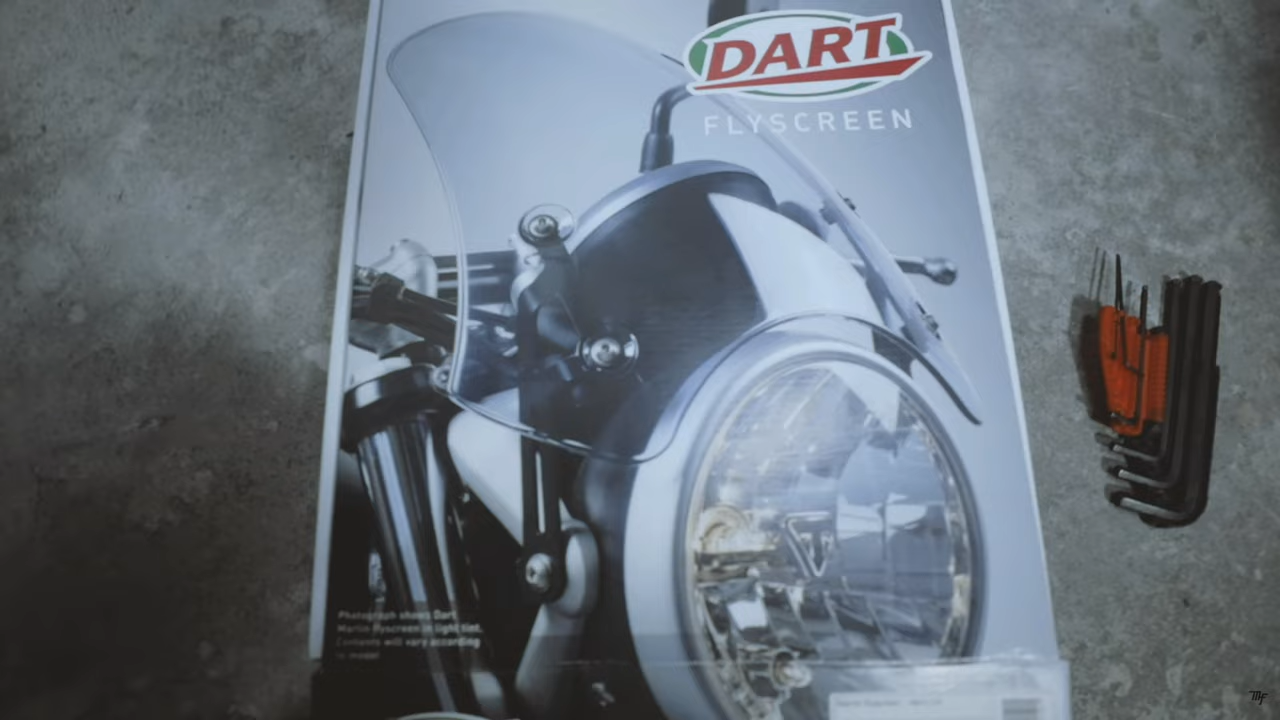 DART
FLYSCREEN
Photograph shows Dart
Marlin flyscreen in light tint.
Contents will vary according
to model